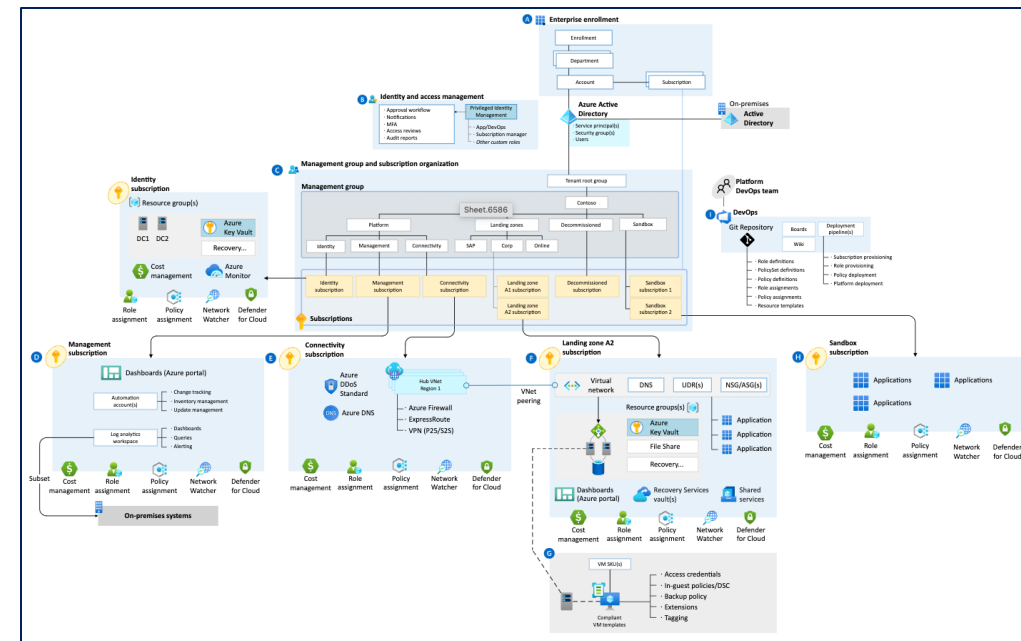 A
Enterprise enrollment
Enrollment
Department
Account
Subscription
B
Identity and access management
· Approval workflow
· Notifications
· MFA
· Access reviews
· Audit reports
Privileged Identity
Management
· App/DevOps
· Subscription manager
· Other custom roles
Azure Active
Directory
· Service principal(s)
· Security group(s)
· Users
On-premises
Active
Directory
C
Management group and subscription organization
Management group
Tenant root group
Contoso
Sheet.6586
Platform
Landing zones
Decommissioned
Sandbox
Identity
Management
Connectivity
SAP
Corp
Online
Identity
subscription
Management
subscription
Connectivity
subscription
Landing zone
A1 subscription
Landing zone
A2 subscription
Decommissioned
subscription
Sandbox
subscription 1
Sandbox
subscription 2
Subscriptions
Identity
subscription
Resource group(s)
DC1
DC2
Azure
Key Vault
Recovery...
Cost
management
Azure
Monitor
Role
assignment
Policy
assignment
Network
Watcher
Defender
for Cloud
Platform
DevOps team
I
DevOps
Git Repository
Boards
Wiki
Deployment
pipeline(s)
· Role definitions
· PolicySet definitions
· Policy definitions
· Role assignments
· Policy assignments
· Resource templates
· Subscription provisioning
· Role provisioning
· Policy deployment
· Platform deployment
D
Management
subscription
Dashboards (Azure portal)
Automation
account(s)
· Change tracking
· Inventory management
· Update management
Log analytics
workspace
· Dashboards
· Queries
· Alerting
Subset
Cost
management
Role
assignment
Policy
assignment
Network
Watcher
Defender
for Cloud
On-premises systems
E
Connectivity
subscription
Azure
DDoS
Standard
DNS
Azure DNS
Hub VNet
Region 1
· Azure Firewall
· ExpressRoute
· VPN (P2S/S2S)
Cost
management
Role
assignment
Policy
assignment
Network
Watcher
Defender
for Cloud
VNet
peering
F
Landing zone A2
subscription
Virtual
network
DNS
UDR(s)
NSG/ASG(s)
Resource groups(s)
Azure
Key Vault
File Share
Recovery...
Application
Application
Application
Dashboards
(Azure portal)
Recovery Services
vault(s)
Shared
services
Cost
management
Role
assignment
Policy
assignment
Network
Watcher
Defender
for Cloud
G
VM SKU(s)
Compliant
VM templates
· Access credentials
· In-guest policies/DSC
· Backup policy
· Extensions
· Tagging
H
Sandbox
subscription
Applications
Applications
Applications
Cost
management
Role
assignment
Policy
assignment
Network
Watcher
Defender
for Cloud